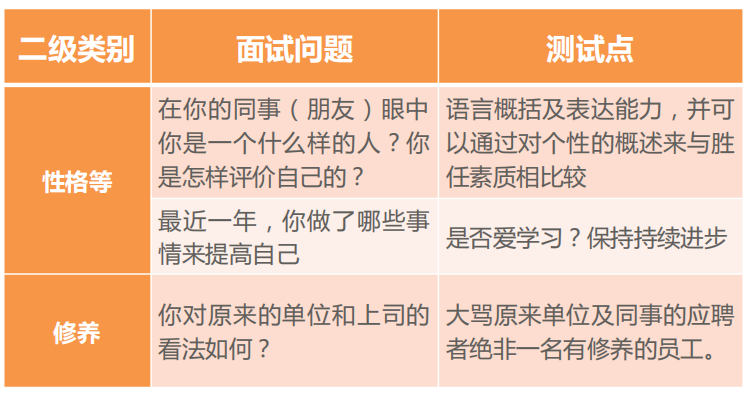 二级类别
面试问题
测试点
性格等
在你的同事（朋友）眼中
你是一个什么样的人？你
是怎样评价自己的？
语言概括及表达能力，并可
以通过对个性的概述来与胜
任素质相比较
最近一年，你做了哪些事
情来提高自己
是否爱学习？保持持续进步
修养
你对原来的单位和上司的
看法如何？
大骂原来单位及同事的应聘
者绝非一名有修养的员工。